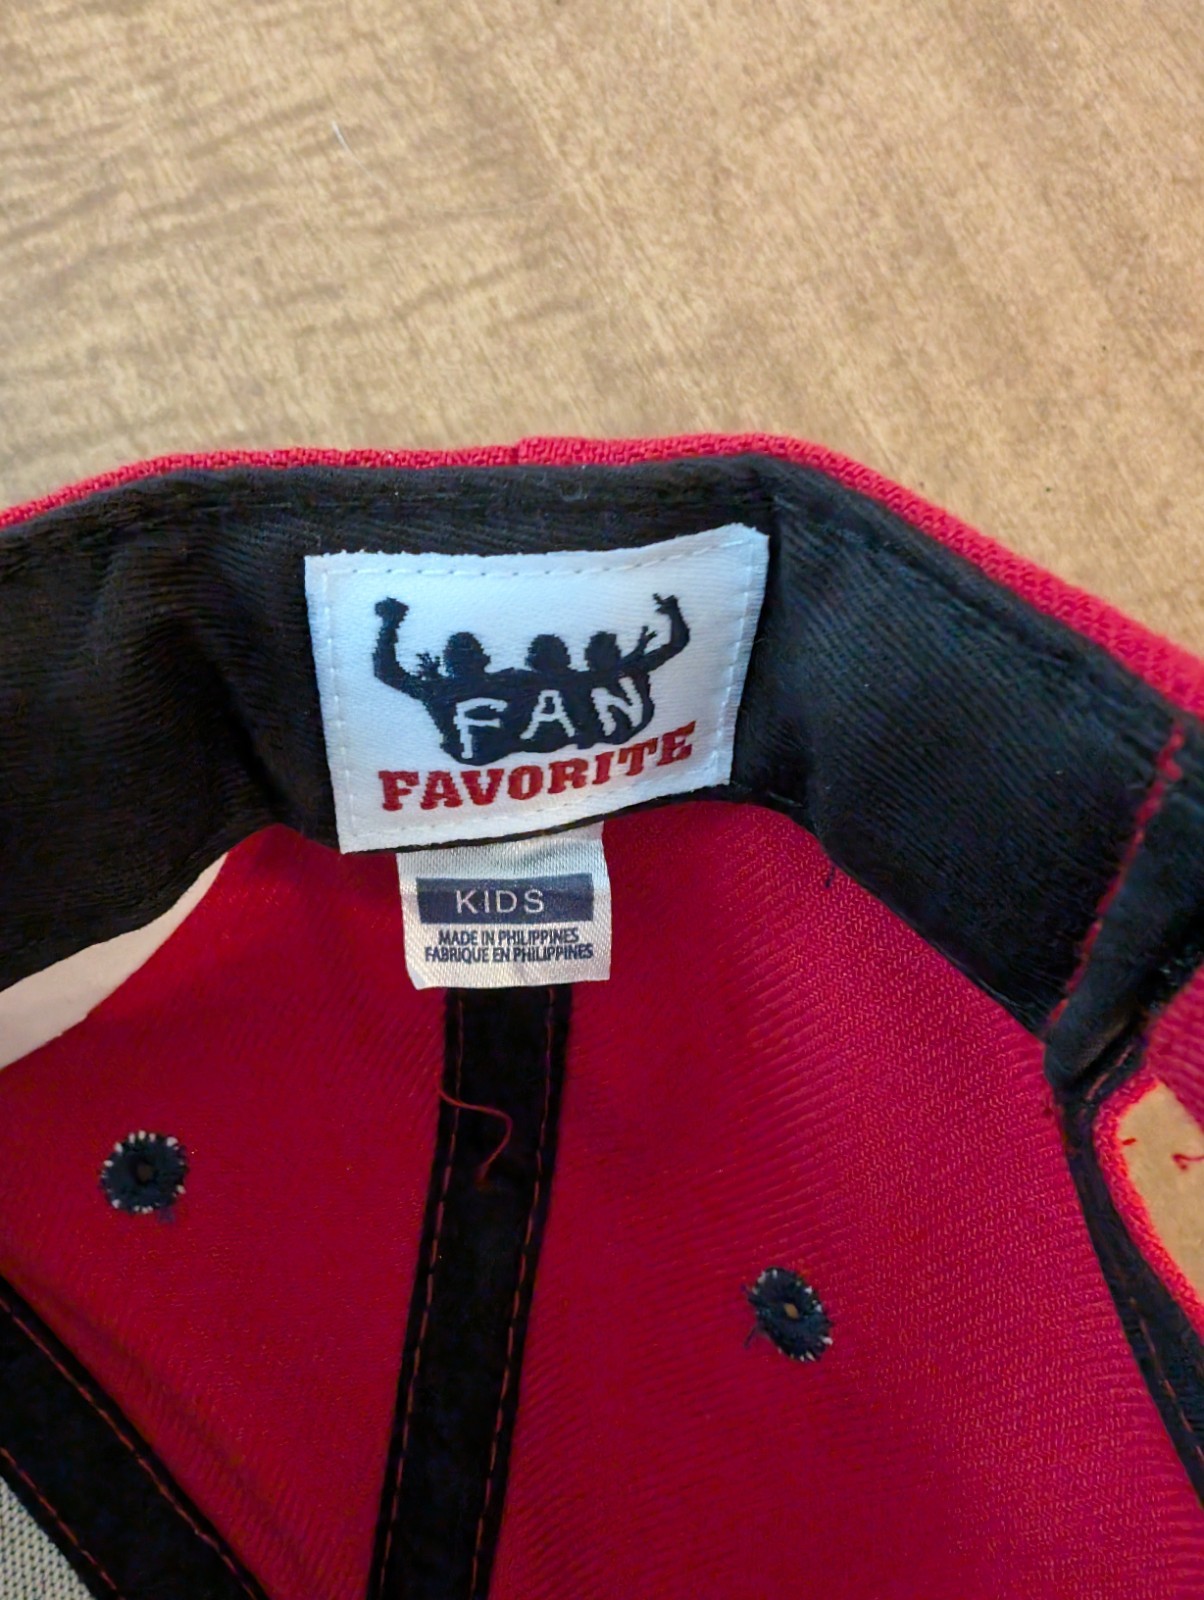 FAN
FAVORITE
KIDS
MADE IN PHILIPPINES
FABRIQUE EN PHILIPPINES